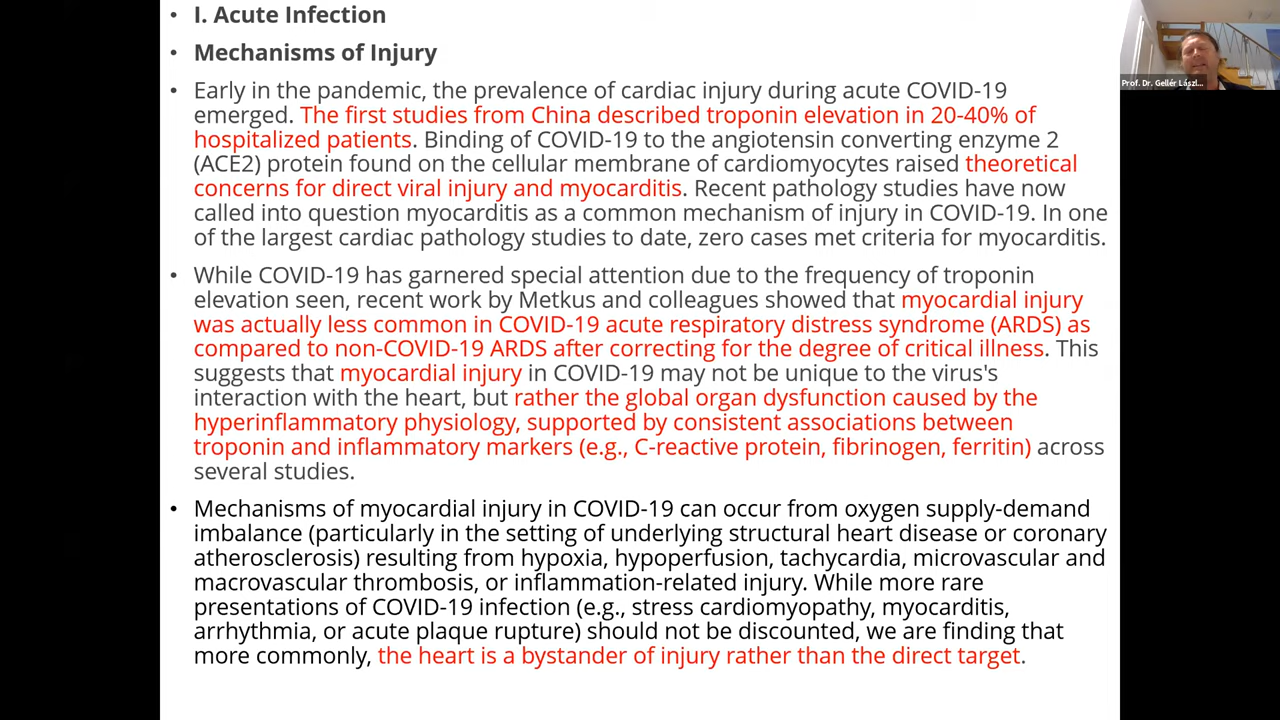 • I. Acute Infection
• Mechanisms of Injury
• Early in the pandemic, the prevalence of cardiac injury during acute COVID-19
emerged. The first studies from China described troponin elevation in 20-40% of
hospitalized patients. Binding of COVID-19 to the angiotensin converting enzyme 2
(ACE2) protein found on the cellular membrane of cardiomyocytes raised theoretical
concerns for direct viral injury and myocarditis. Recent pathology studies have now
called into question myocarditis as a common mechanism of injury in COVID-19. In one
of the largest cardiac pathology studies to date, zero cases met criteria for myocarditis.
• While COVID-19 has garnered special attention due to the frequency of troponin
elevation seen, recent work by Metkus and colleagues showed that myocardial injury
was actually less common in COVID-19 acute respiratory distress syndrome (ARDS) as
compared to non-COVID-19 ARDS after correcting for the degree of critical illness. This
suggests that myocardial injury in COVID-19 may not be unique to the virus's
interaction with the heart, but rather the global organ dysfunction caused by the
hyperinflammatory physiology, supported by consistent associations between
troponin and inflammatory markers (e.g., C-reactive protein, fibrinogen, ferritin) across
several studies.
• Mechanisms of myocardial injury in COVID-19 can occur from oxygen supply-demand
imbalance (particularly in the setting of underlying structural heart disease or coronary
atherosclerosis) resulting from hypoxia, hypoperfusion, tachycardia, microvascular and
macrovascular thrombosis, or inflammation-related injury. While more rare
presentations of COVID-19 infection (e.g., stress cardiomyopathy, myocarditis,
arrhythmia, or acute plaque rupture) should not be discounted, we are finding that
more commonly, the heart is a bystander of injury rather than the direct target.
Prof. Dr. Gellér Lászl...